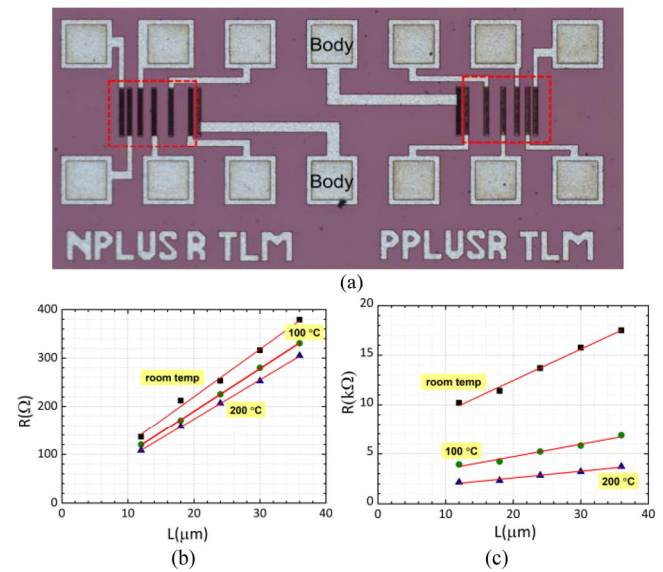 Body
Body
NPLUS R TLM
PPLUSR TLM
(a)
400
300
200
100
0
R(Ω)
room temp
100 °C
200 °C
0 10 20 30 40
L(μm)
(b)
20
15
10
5
0
R(kΩ)
room temp
100 °C
200 °C
0 10 20 30 40
L(μm)
(c)